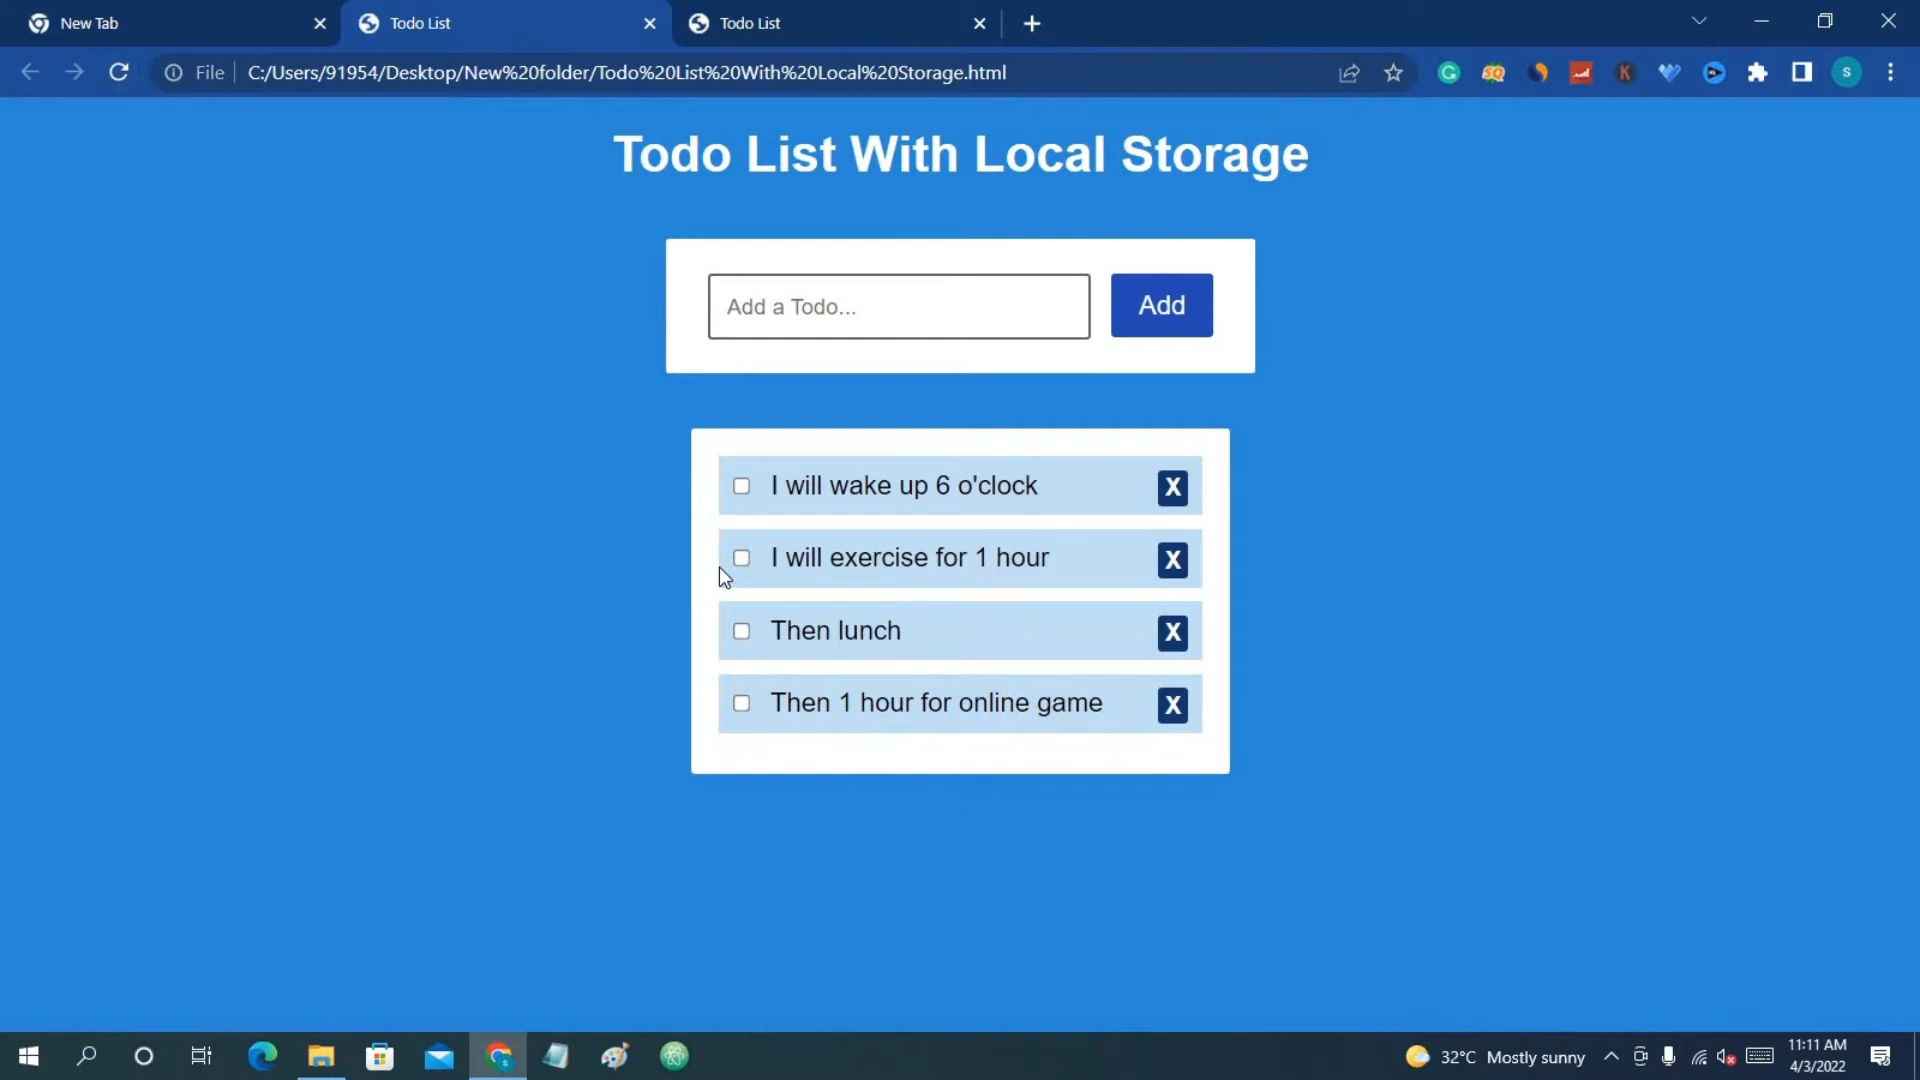 New Tab
Todo List
Todo List
File
C:/Users/91954/Desktop/New%20folder/Todo%20List%20With%20Local%20Storage.html
SQ
K
S
Todo List With Local Storage
Add a Todo...
Add
I will wake up 6 o'clock X
I will exercise for 1 hour X
Then lunch X
Then 1 hour for online game X
32°C Mostly sunny
11:11 AM
4/3/2022